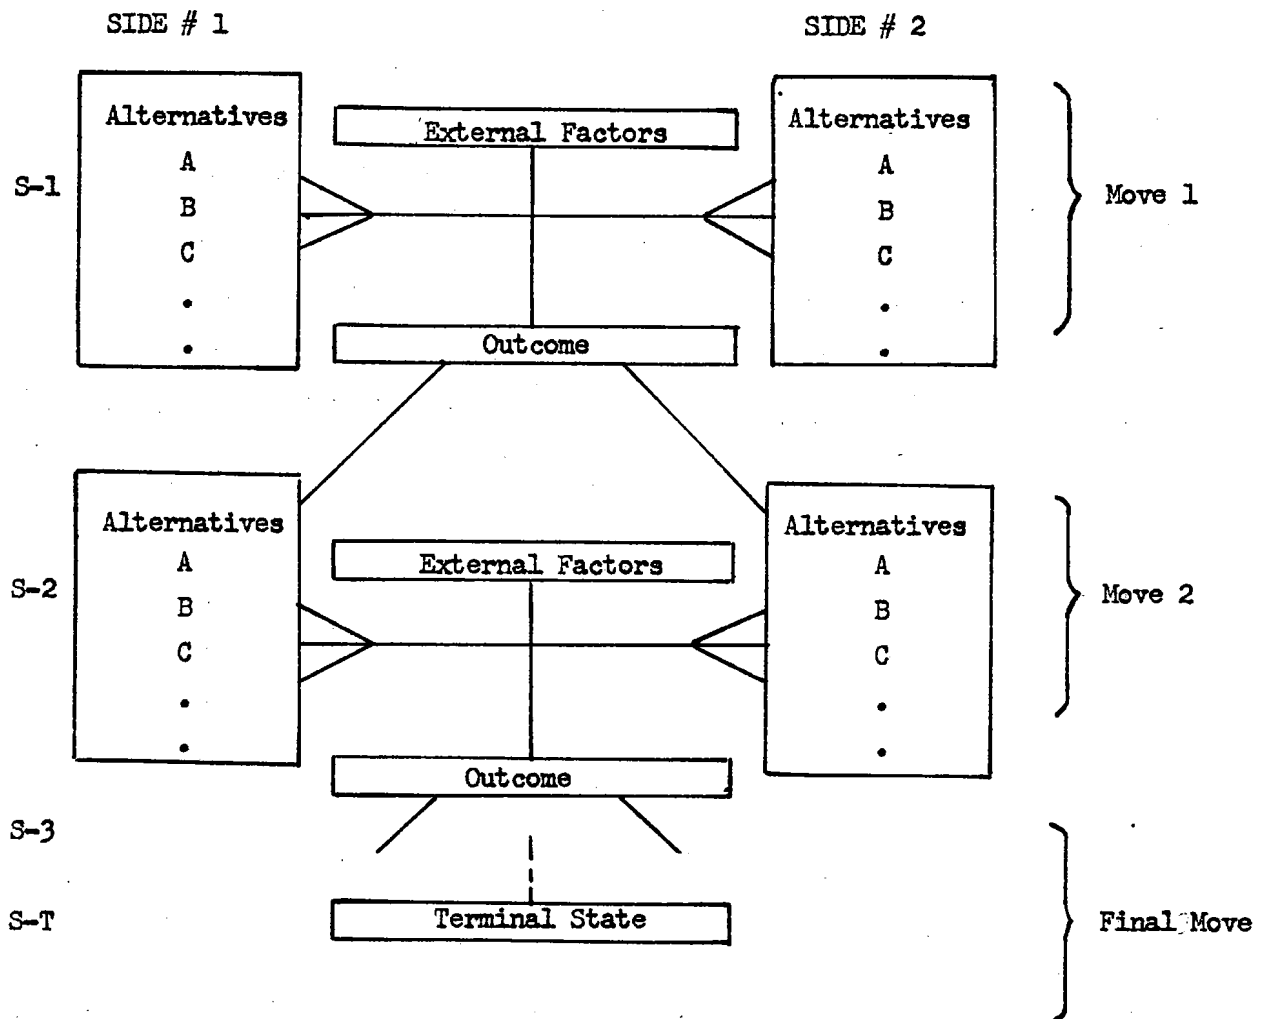 SIDE # 1
SIDE # 2
Alternatives
A
B
C
.
.
External Factors
Alternatives
A
B
C
.
.
S-1
Move 1
Outcome
Alternatives
A
B
C
.
.
External Factors
Alternatives
A
B
C
.
.
S-2
Move 2
Outcome
S-3
S-T
Terminal State
Final Move